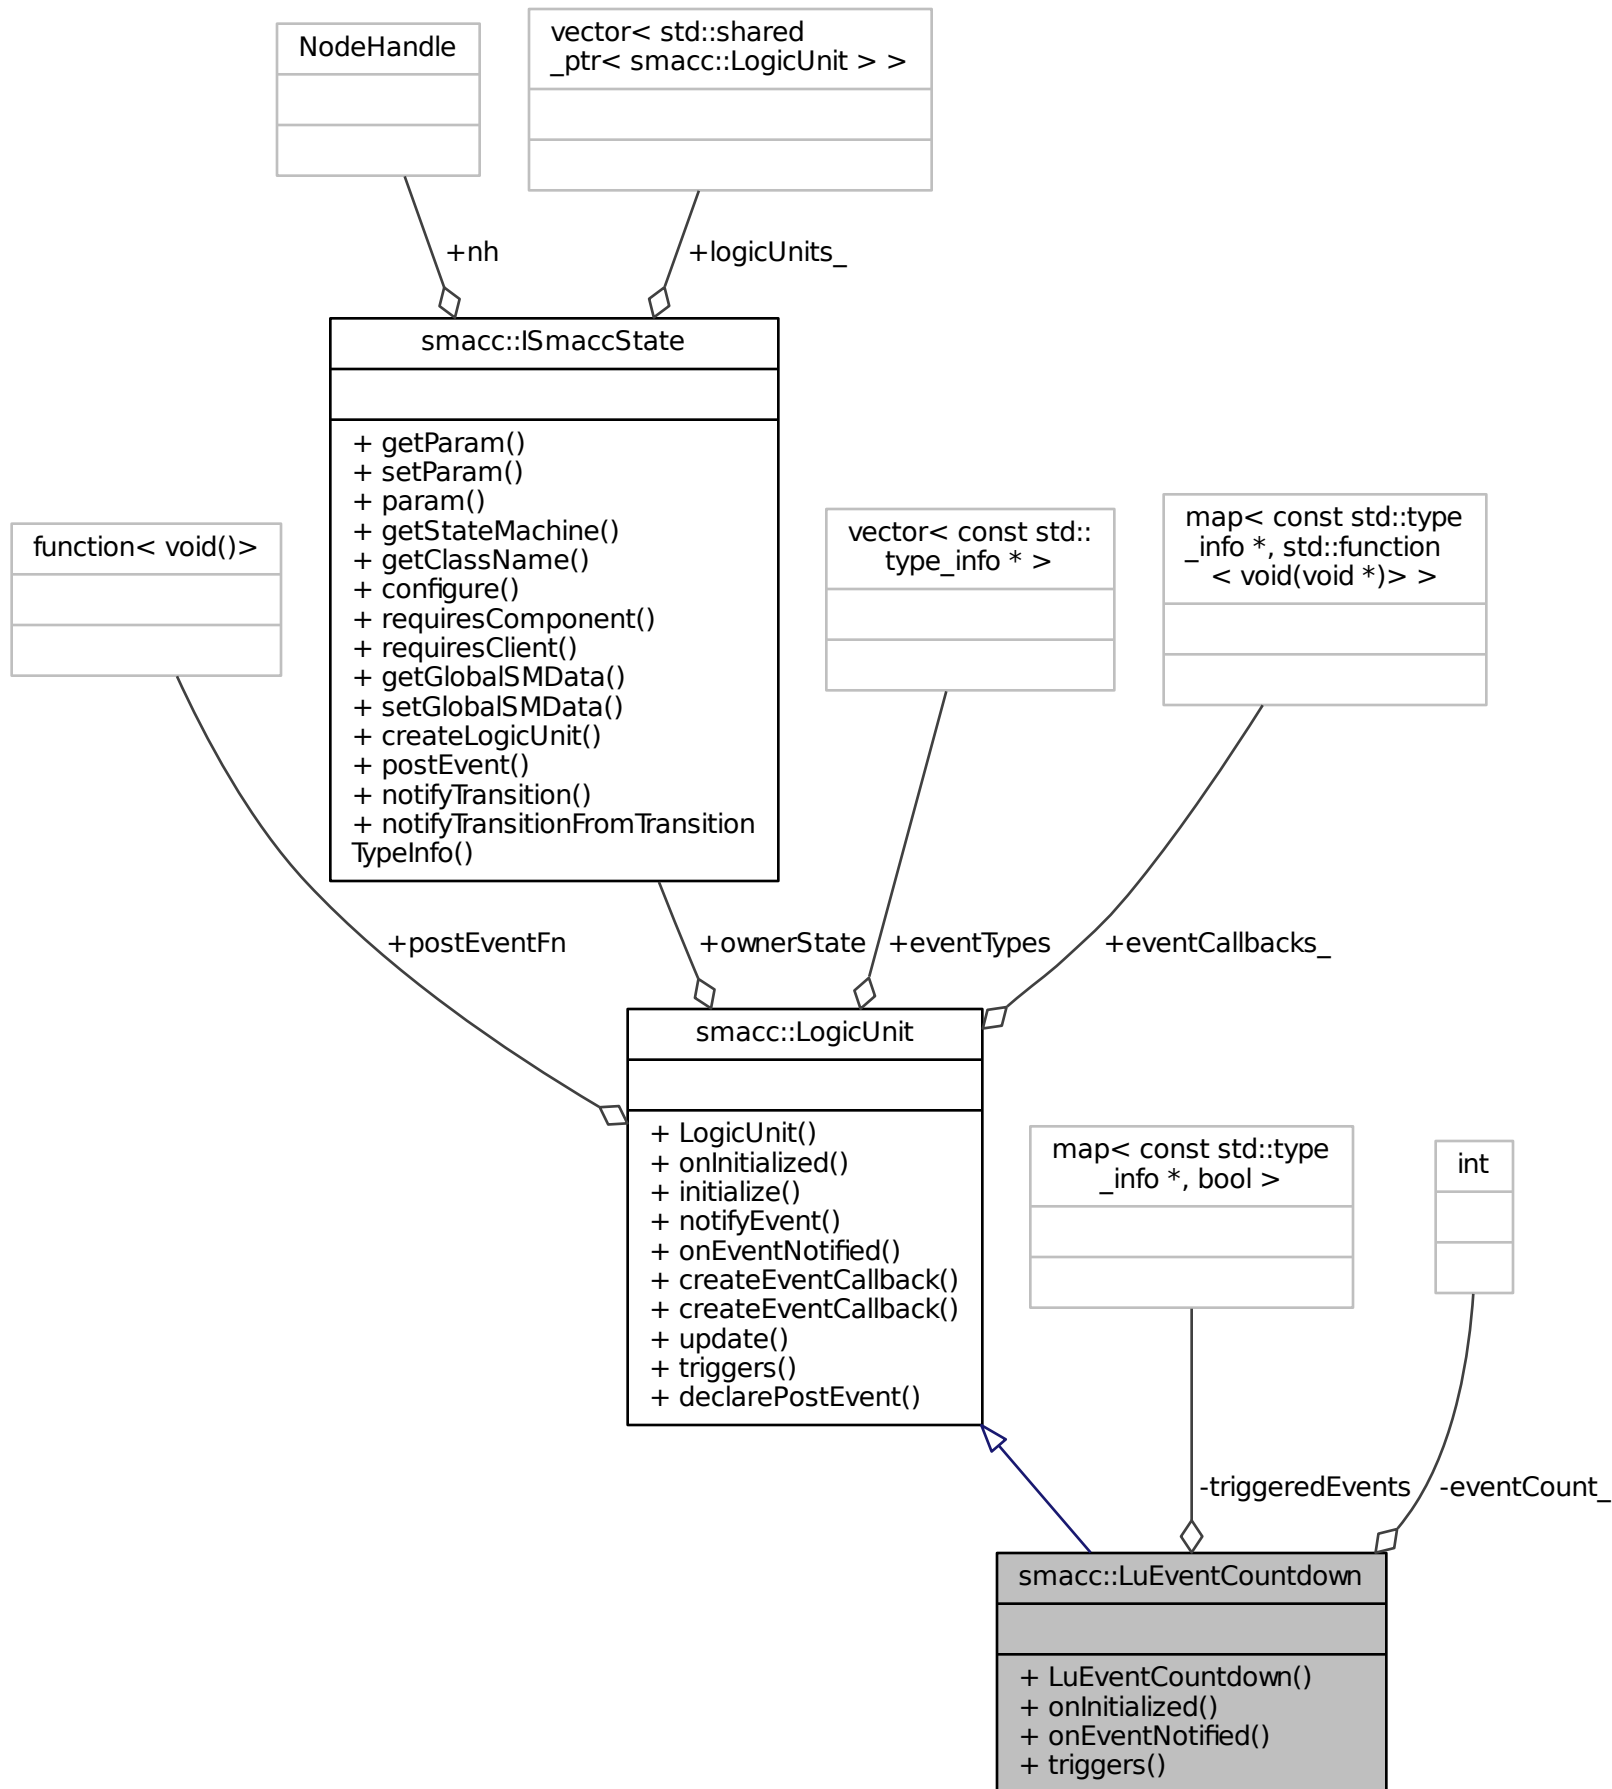 NodeHandle
vector< std::shared
_ptr< smacc::LogicUnit > >
+nh
+logicUnits_
smacc::ISmaccState
+ getParam()
+ setParam()
+ param()
+ getStateMachine()
+ getClassName()
+ configure()
+ requiresComponent()
+ requiresClient()
+ getGlobalSMData()
+ setGlobalSMData()
+ createLogicUnit()
+ postEvent()
+ notifyTransition()
+ notifyTransitionFromTransition
TypeInfo()
function< void()>
vector< const std::
type_info * >
map< const std::type
_info *, std::function
< void(void *)> >
+postEventFn
+ownerState
+eventTypes
+eventCallbacks_
smacc::LogicUnit
+ LogicUnit()
+ onInitialized()
+ initialize()
+ notifyEvent()
+ onEventNotified()
+ createEventCallback()
+ createEventCallback()
+ update()
+ triggers()
+ declarePostEvent()
map< const std::type
_info *, bool >
int
-triggeredEvents
-eventCount_
smacc::LuEventCountdown
+ LuEventCountdown()
+ onInitialized()
+ onEventNotified()
+ triggers()